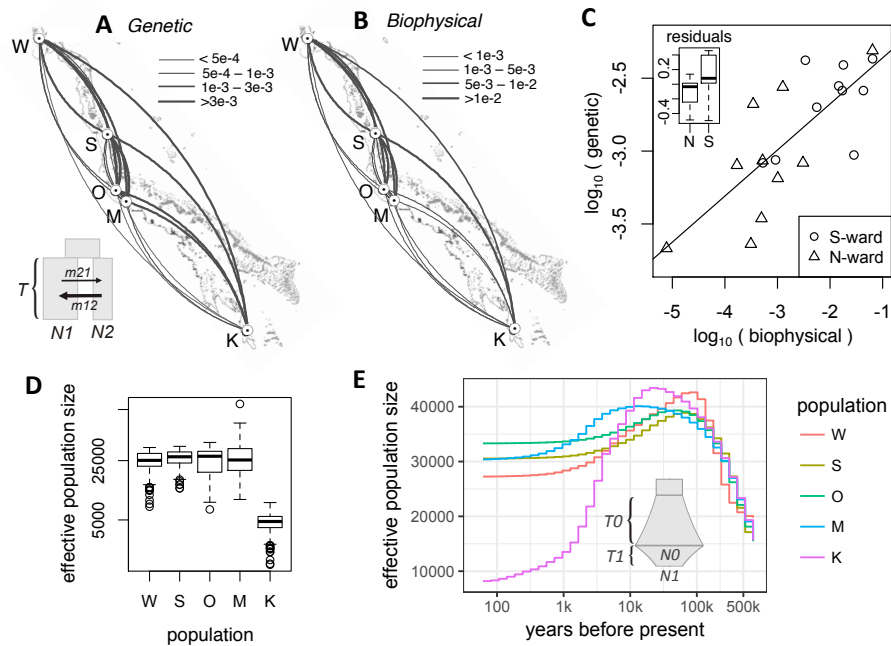 A Genetic
W
< 5e-4
5e-4 – 1e-3
1e-3 – 3e-3
>3e-3
S
O
M
K
T
m21
m12
N1 N2
B Biophysical
W
< 1e-3
1e-3 – 5e-3
5e-3 – 1e-2
>1e-2
S
O
M
K
C
residuals
0.2
-0.4
N S
log10 ( genetic)
-2.5
-3.0
-3.5
S-ward
N-ward
-5 -4 -3 -2 -1
log10 ( biophysical)
D
effective population size
25000
5000
W S O M K
population
E
effective population size
40000
30000
20000
10000
T0
T1
N0
N1
100 1k 10k 100k 500k
years before present
population
W
S
O
M
K